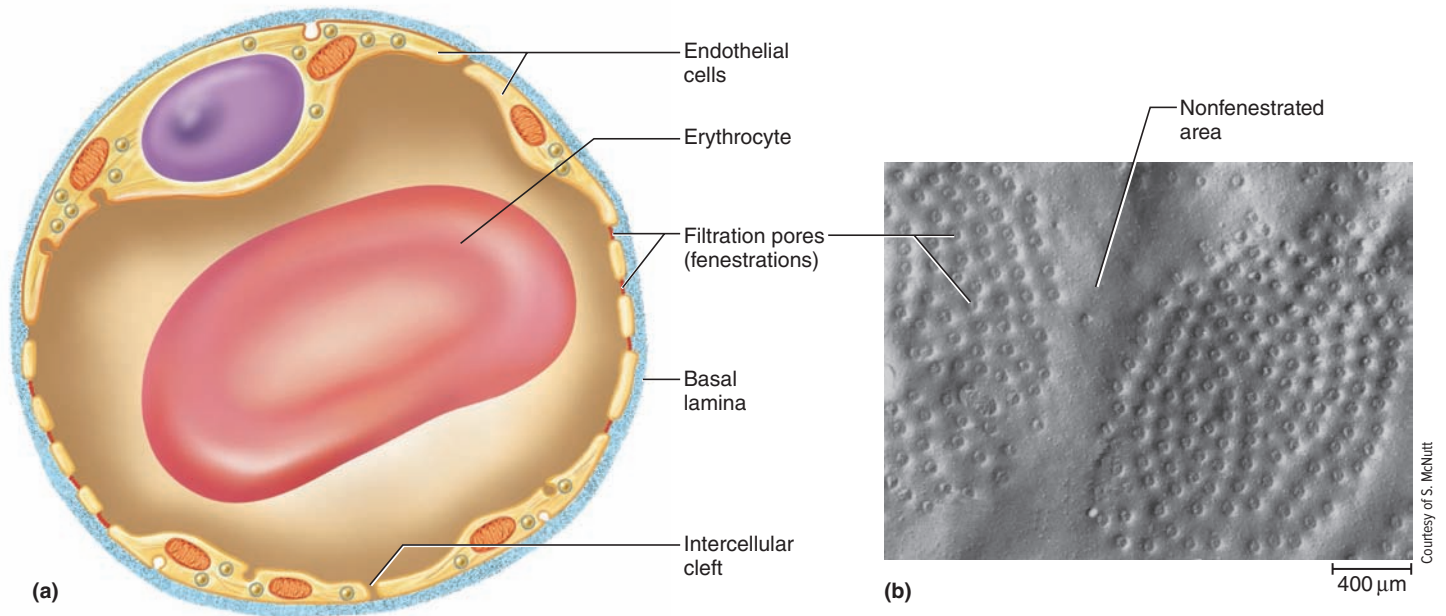 Endothelial
cells
Erythrocyte
Filtration pores
(fenestrations)
Basal
lamina
Intercellular
cleft
(a)
Nonfenestrated
area
(b)
400 μm
Courtesy of S. McNutt